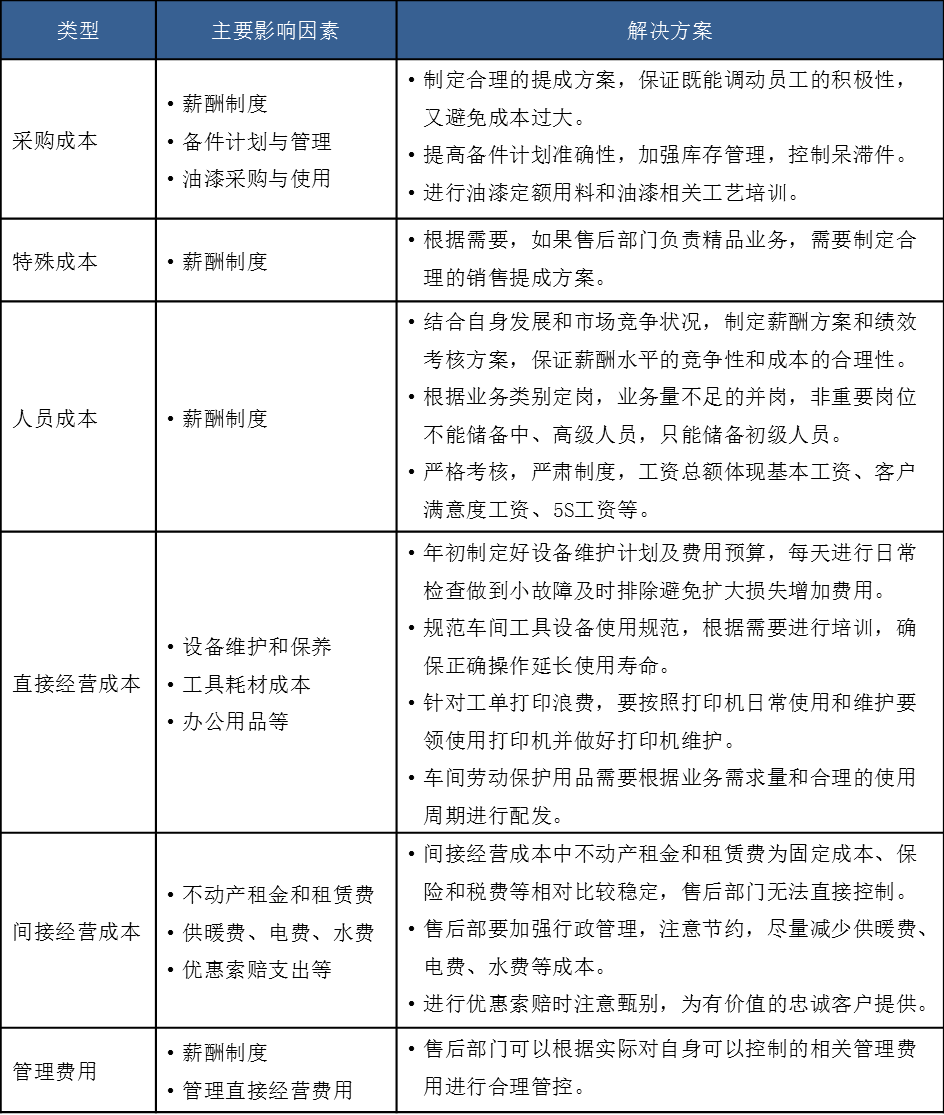 类型
主要影响因素
解决方案
采购成本
• 薪酬制度
• 备件计划与管理
• 油漆采购与使用
• 制定合理的提成方案，保证既能调动员工的积极性，
又避免成本过大。
• 提高备件计划准确性，加强库存管理，控制呆滞件。
• 进行油漆定额用料和油漆相关工艺培训。
特殊成本
• 薪酬制度
• 根据需要，如果售后部门负责精品业务，需要制定合
理的销售提成方案。
人员成本
• 薪酬制度
• 结合自身发展和市场竞争状况，制定薪酬方案和绩效
考核方案，保证薪酬水平的竞争性和成本的合理性。
• 根据业务类别定岗，业务量不足的并岗，非重要岗位
不能储备中、高级人员，只能储备初级人员。
• 严格考核，严肃制度，工资总额体现基本工资、客户
满意度工资、5S工资等。
直接经营成本
• 设备维护和保养
• 工具耗材成本
• 办公用品等
• 年初制定好设备维护计划及费用预算，每天进行日常
检查做到小故障及时排除避免扩大损失增加费用。
• 规范车间工具设备使用规范，根据需要进行培训，确
保正确操作延长使用寿命。
• 针对工单打印浪费，要按照打印机日常使用和维护要
领使用打印机并做好打印机维护。
• 车间劳动保护用品需要根据业务需求量和合理的使用
周期进行配发。
间接经营成本
• 不动产租金和租赁费
• 供暖费、电费、水费
• 优惠索赔支出等
• 间接经营成本中不动产租金和租赁费为固定成本、保
险和税费等相对比较稳定，售后部门无法直接控制。
• 售后部要加强行政管理，注意节约，尽量减少供暖费、
电费、水费等成本。
• 进行优惠索赔时注意甄别，为有价值的忠诚客户提供。
管理费用
• 薪酬制度
• 管理直接经营费用
• 售后部门可以根据实际对自身可以控制的相关管理费
用进行合理管控。